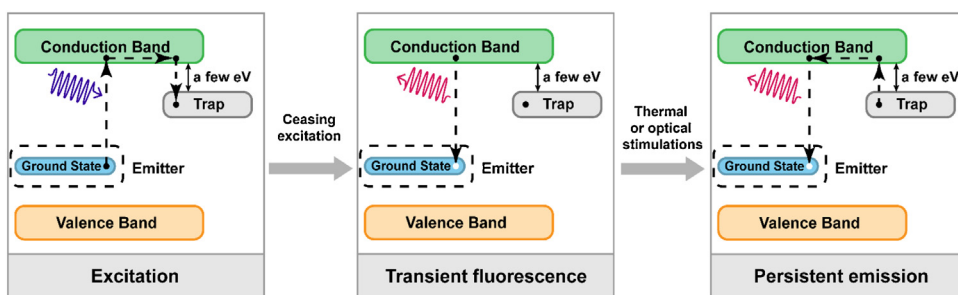 Conduction Band
a few eV
Trap
Ground State
Emitter
Valence Band
Excitation
Ceasing
excitation
Conduction Band
a few eV
Trap
Ground State
Emitter
Valence Band
Transient fluorescence
Thermal
or optical
stimulations
Conduction Band
a few eV
Trap
Ground State
Emitter
Valence Band
Persistent emission